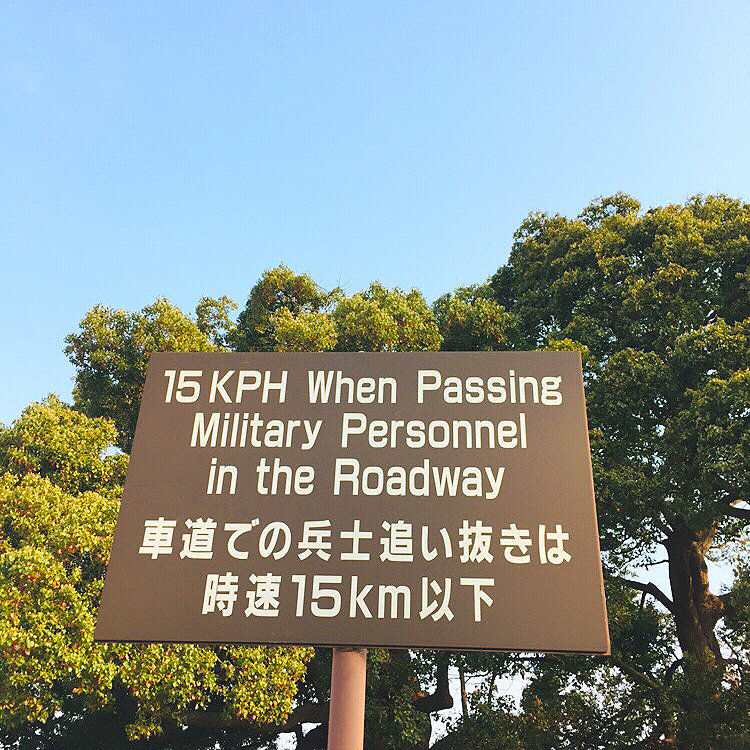 15 KPH When Passing
Military Personnel
in the Roadway
車道での兵士追い抜きは
時速15km以下